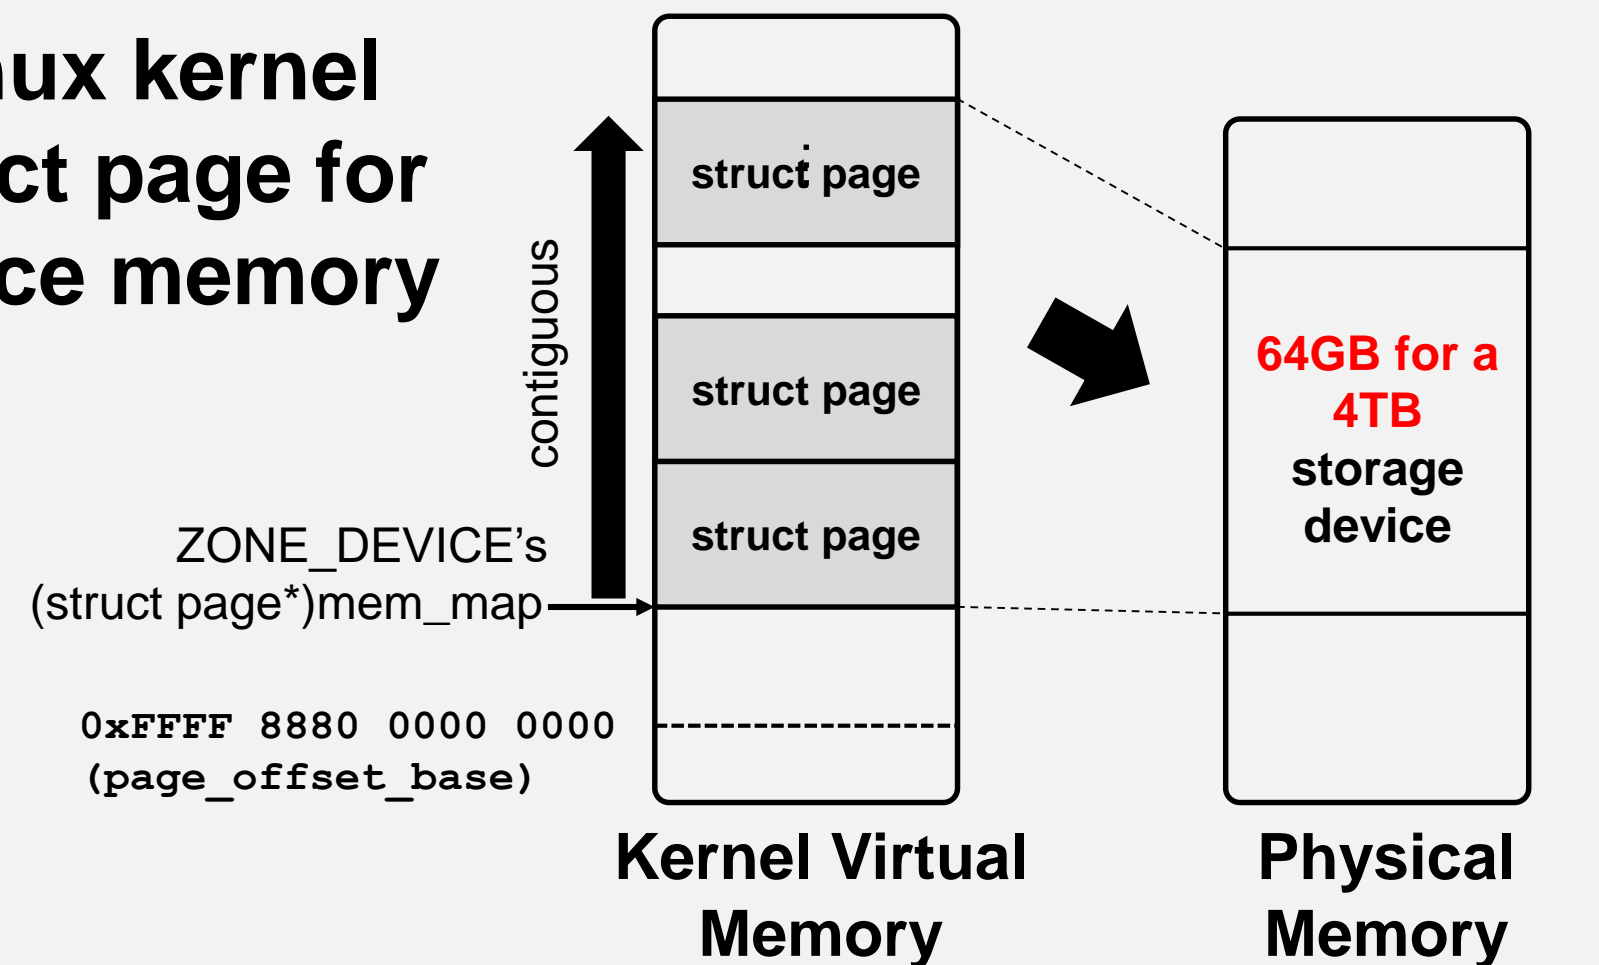 nux kernel
ct page for
ce memory
struct page
contiguous
struct page
64GB for a
4TB
storage
device
struct page
ZONE_DEVICE's
(struct page*)mem_map
0xFFFF 8880 0000 0000
(page_offset_base)
Kernel Virtual
Memory
Physical
Memory